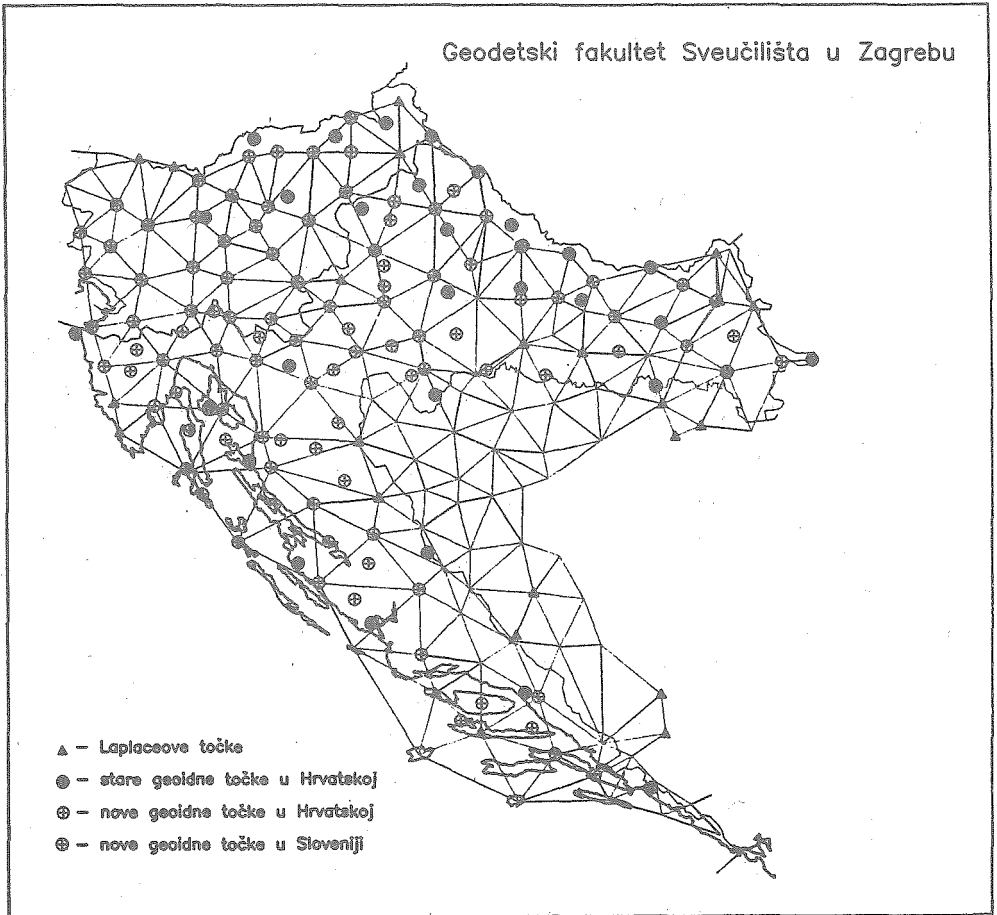 Geodetski fakultet Sveučilišta u Zagrebu
▲ – Laplaceove točke
● – stare geoidne točke u Hrvatskoj
⊕ – nove geoidne točke u Hrvatskoj
⊕ – nove geoidne točke u Sloveniji